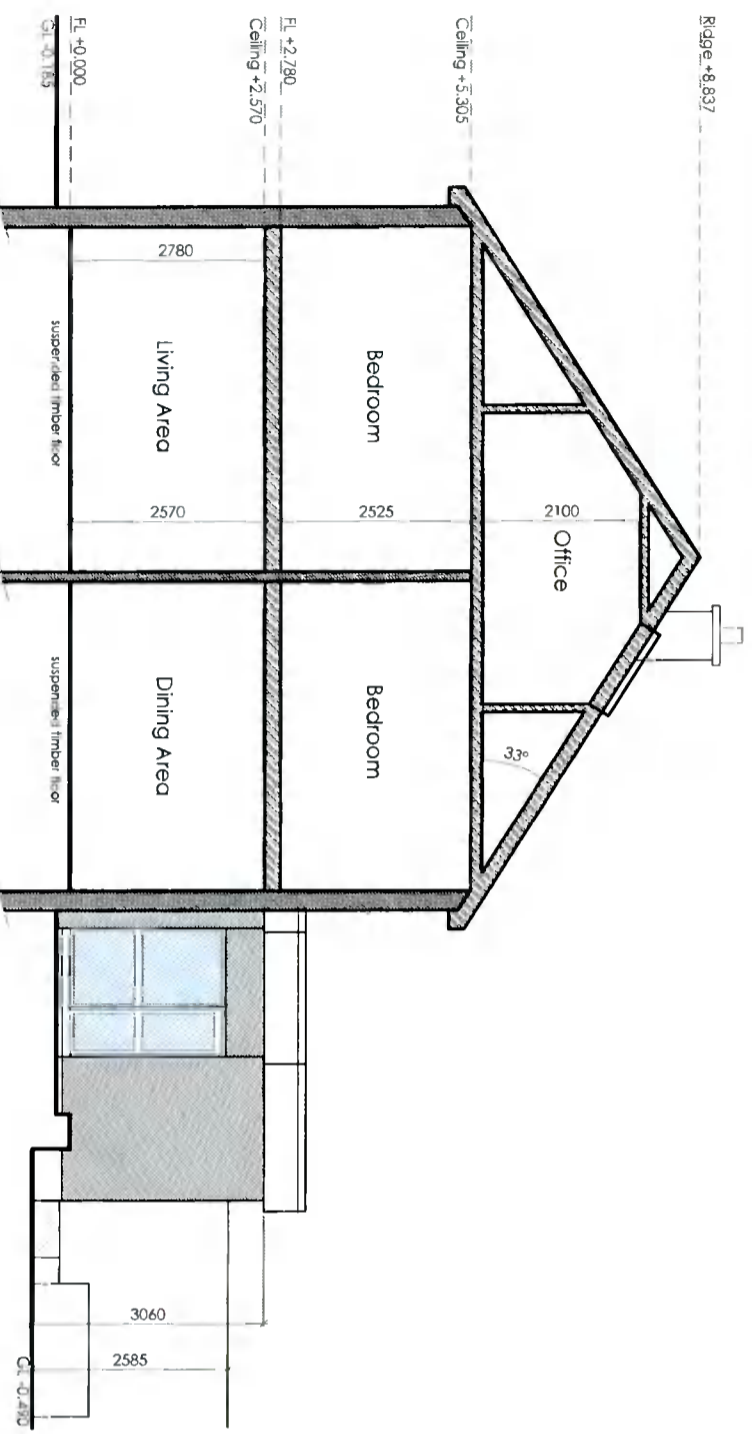 Ridge +8.837
Ceiling +5.305
FL +2.780
Ceiling +2.570
FL +0.000
GL -0.185
2100
Office
33°
Bedroom
2525
Bedroom
2780
Living Area
2570
Dining Area
suspended timber floor
suspended timber floor
3060
2585
GL -0.490